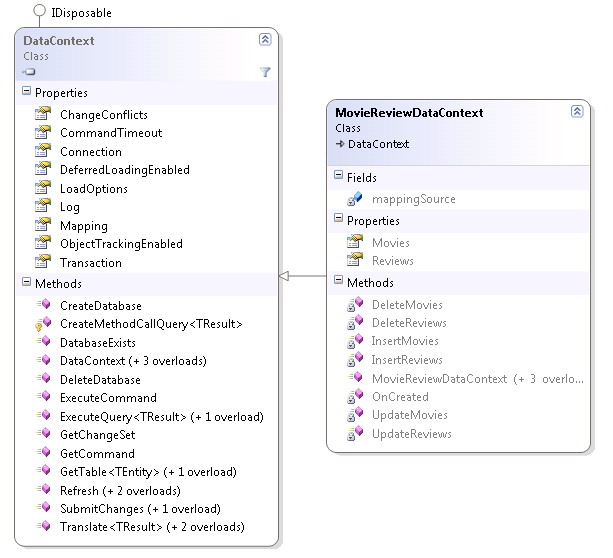 IDisposable
DataContext
Class
Properties
ChangeConflicts
CommandTimeout
Connection
DeferredLoadingEnabled
LoadOptions
Log
Mapping
ObjectTrackingEnabled
Transaction
Methods
CreateDatabase
CreateMethodCallQuery<TResult>
DatabaseExists
DataContext (+ 3 overloads)
DeleteDatabase
ExecuteCommand
ExecuteQuery<TResult> (+ 1 overload)
GetChangeSet
GetCommand
GetTable<TEntity> (+ 1 overload)
Refresh (+ 2 overloads)
SubmitChanges (+ 1 overload)
Translate<TResult> (+ 2 overloads)
MovieReviewDataContext
Class
DataContext
Fields
mappingSource
Properties
Movies
Reviews
Methods
DeleteMovies
DeleteReviews
InsertMovies
InsertReviews
MovieReviewDataContext (+ 3 overlo...
OnCreated
UpdateMovies
UpdateReviews